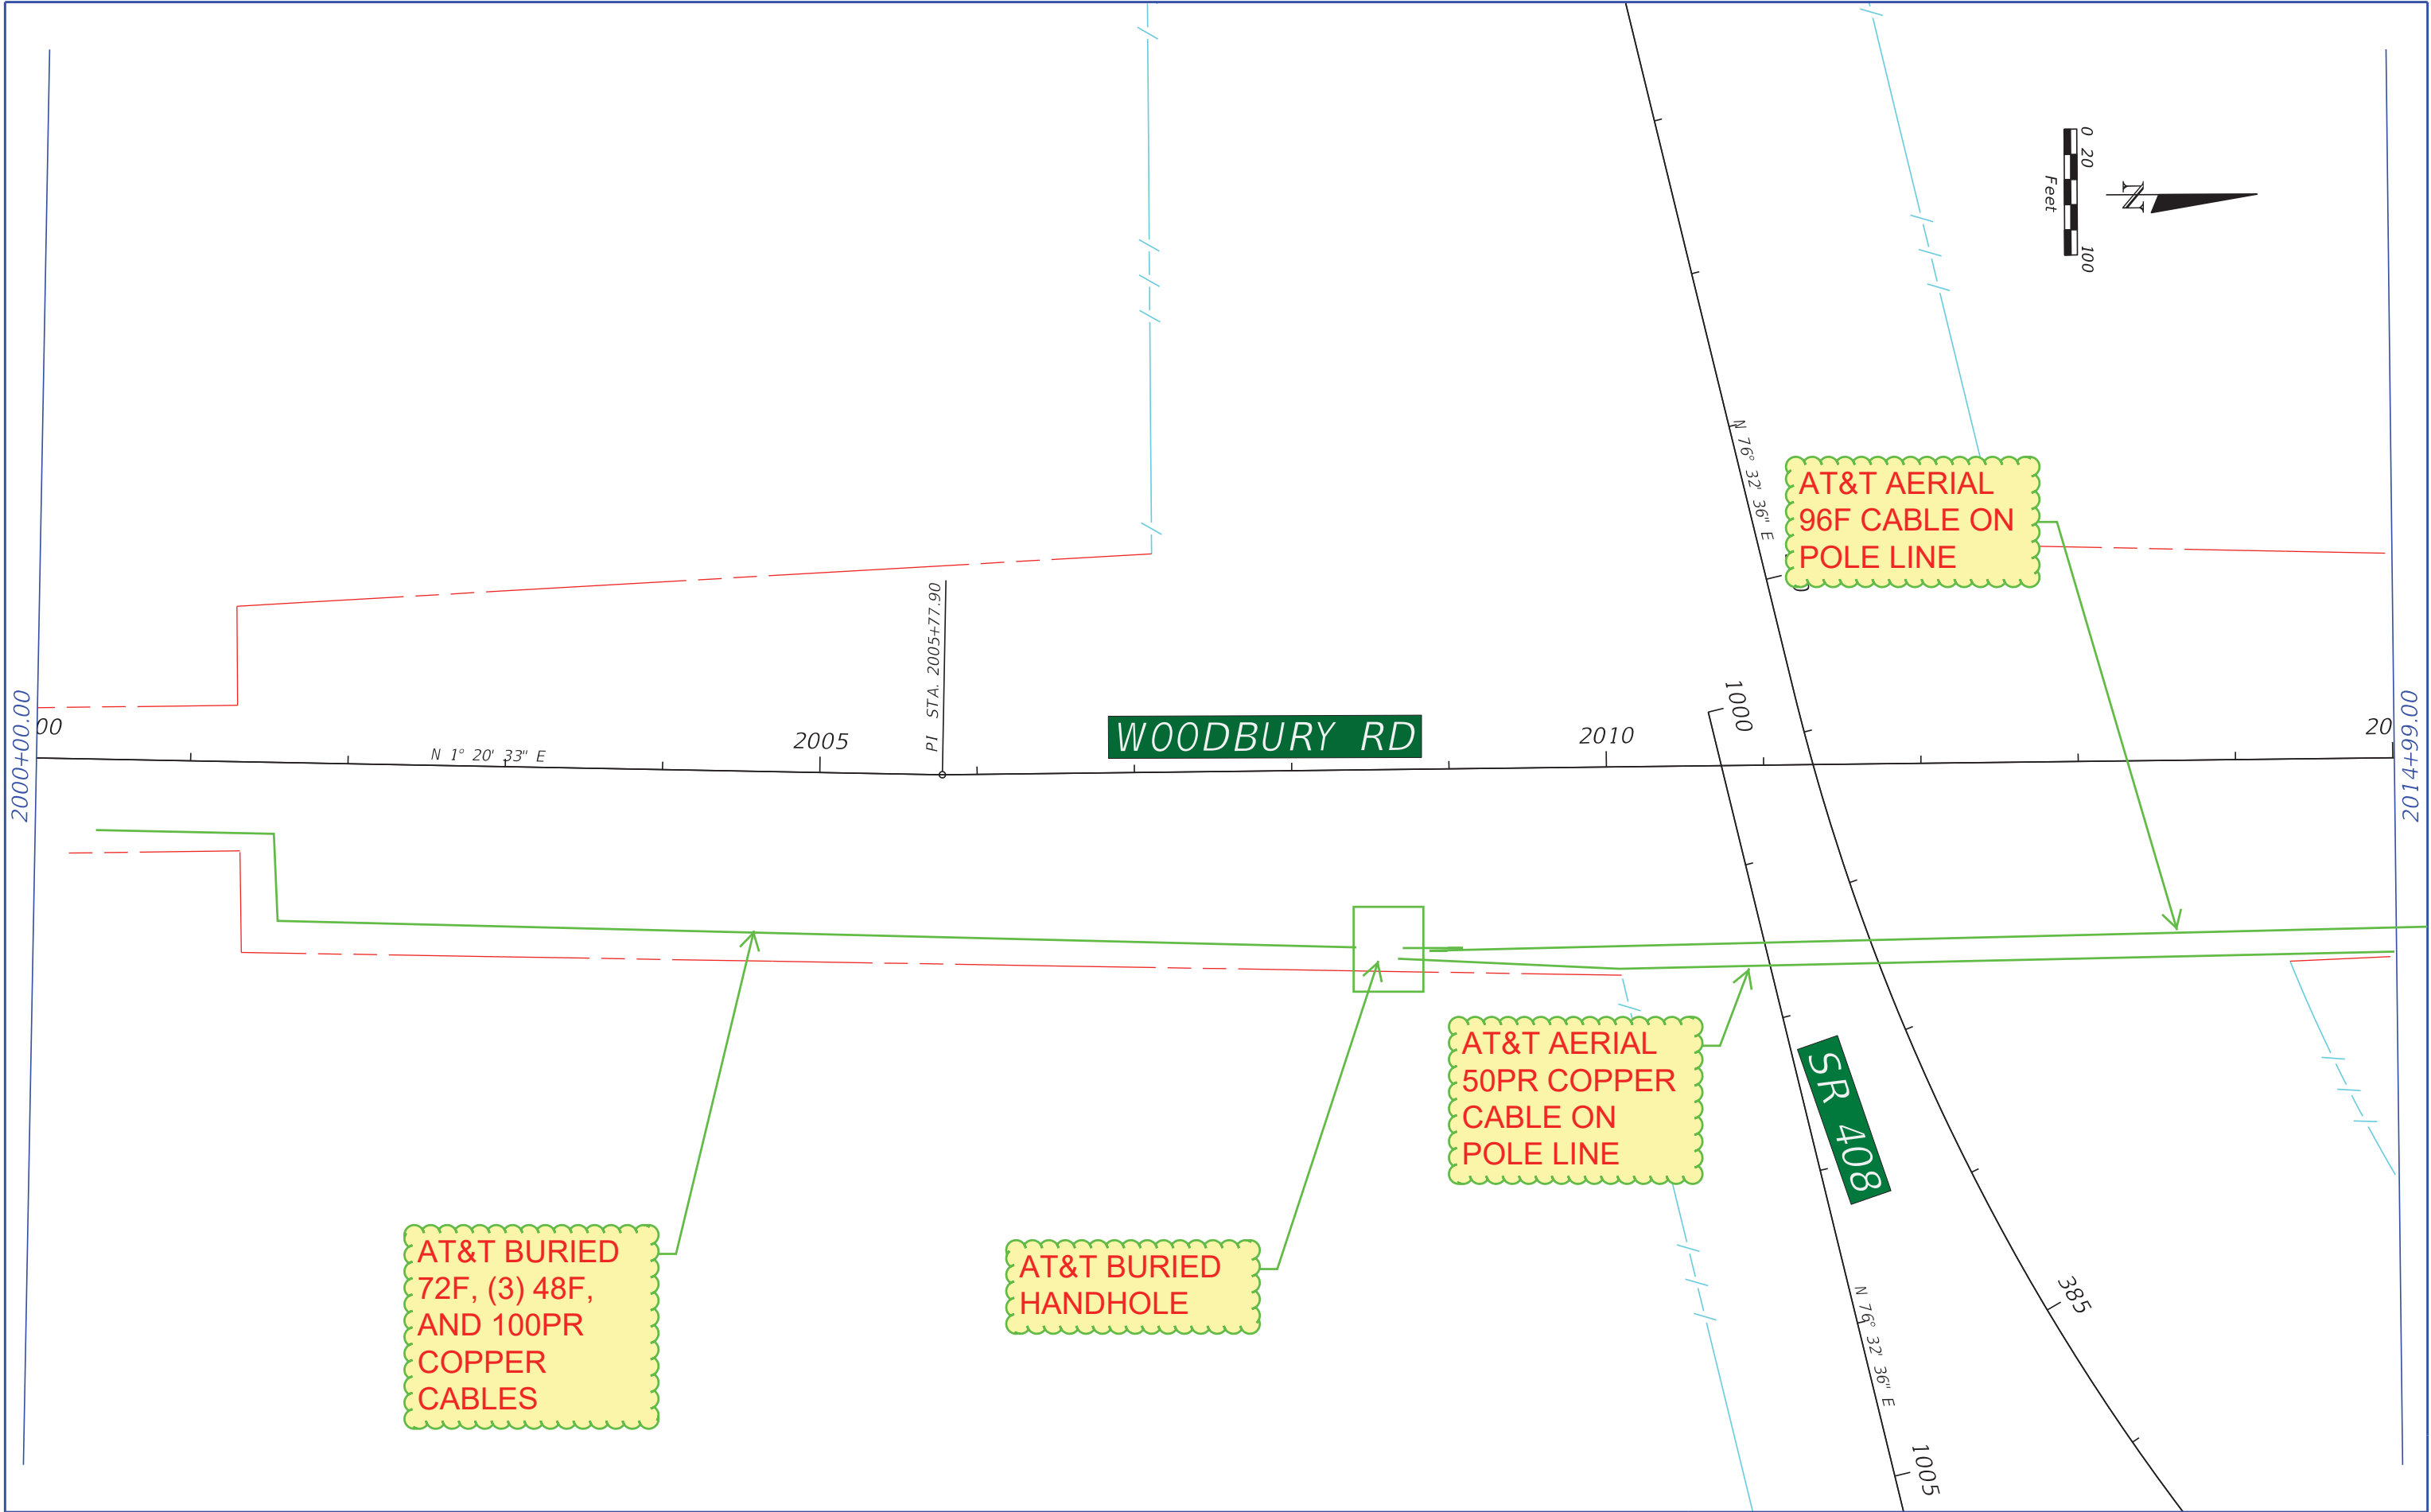 0 20 100
Feet
N
N 76° 32' 36" E
AT&T AERIAL
96F CABLE ON
POLE LINE
PI STA. 2005+77.90
2000+00.00
00
N 1° 20' 33" E
2005
WOODBURY RD
2010
1000
20
2014+99.00
AT&T AERIAL
50PR COPPER
CABLE ON
POLE LINE
SR 408
AT&T BURIED
72F, (3) 48F,
AND 100PR
COPPER
CABLES
AT&T BURIED
HANDHOLE
385
N 76° 32' 36" E
1005